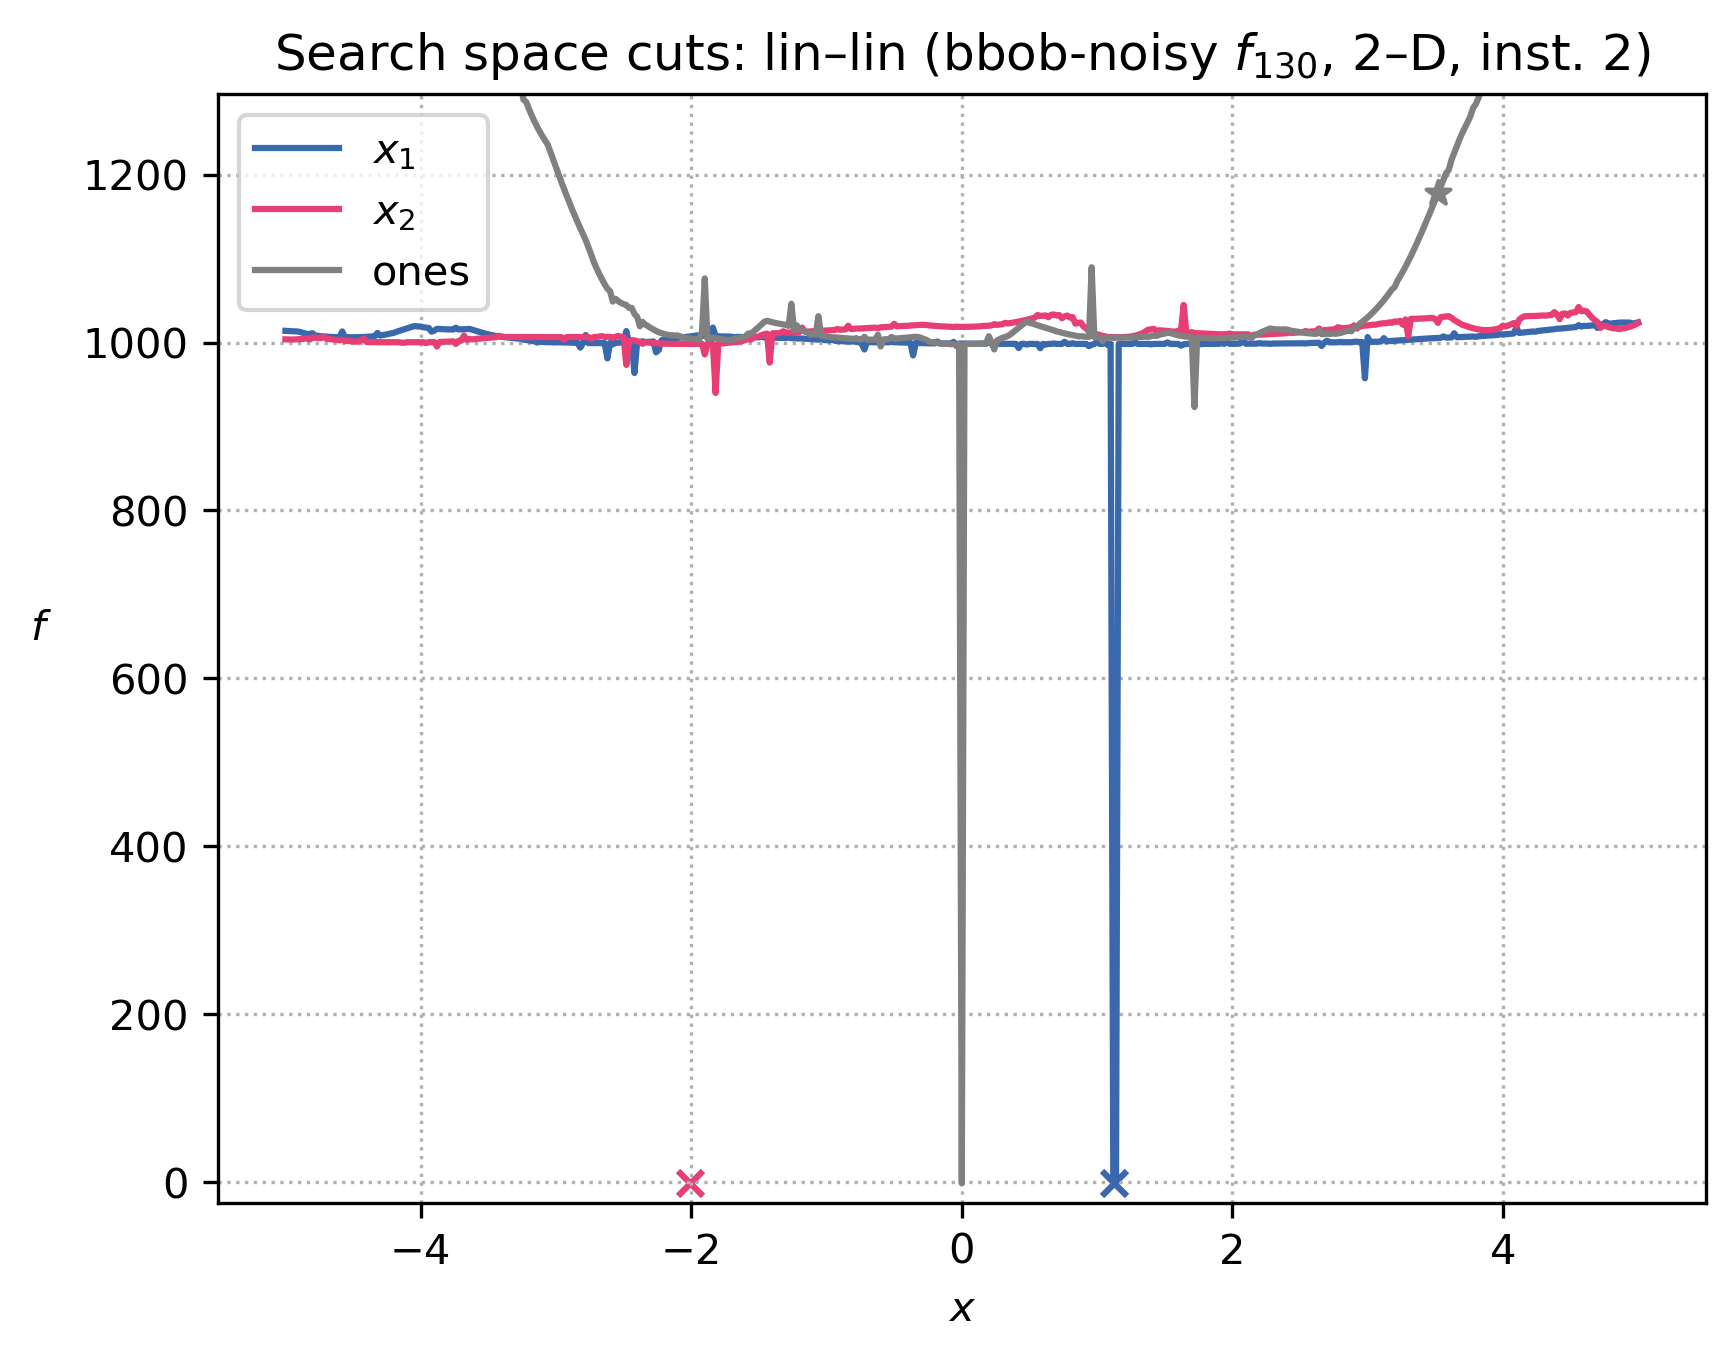 Search space cuts: lin–lin (bbob-noisy f₁₃₀, 2–D, inst. 2)
x₁
x₂
ones
1200
1000
800
600
400
200
0
f
−4 −2 0 2 4
x